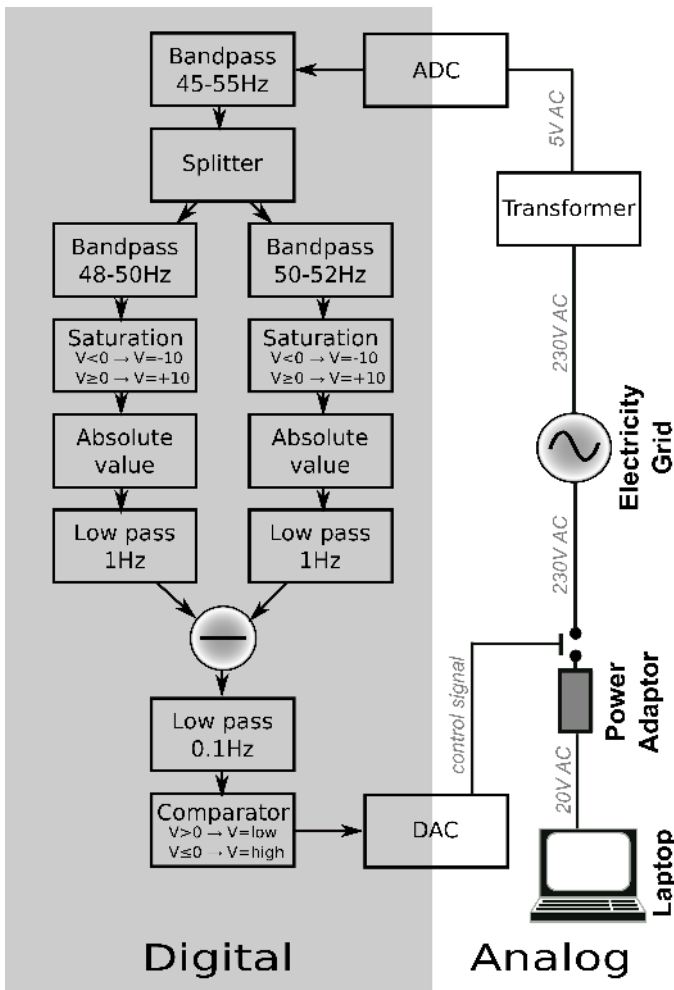 Bandpass
45-55Hz
ADC
5V AC
Splitter
Transformer
Bandpass
48-50Hz
Bandpass
50-52Hz
230V AC
Saturation
V<0 → V=-10
V≥0 → V=+10
Saturation
V<0 → V=-10
V≥0 → V=+10
Absolute
value
Absolute
value
Electricity
Grid
Low pass
1Hz
Low pass
1Hz
230V AC
control signal
Low pass
0.1Hz
Power
Adaptor
20V AC
Comparator
V>0 → V=low
V≤0 → V=high
DAC
Laptop
Digital
Analog